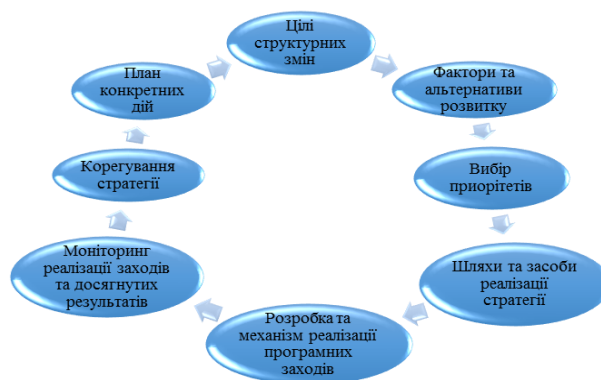 Цілі
структурних
змін
Фактори та
альтернативи
розвитку
Вибір
приорітетів
Шляхи та засоби
реалізації
стратегії
Розробка та
механізм реалізації
програмних
заходів
Моніторинг
реалізації заходів
та досягнутих
результатів
Корегування
стратегії
План
конкретних
дій